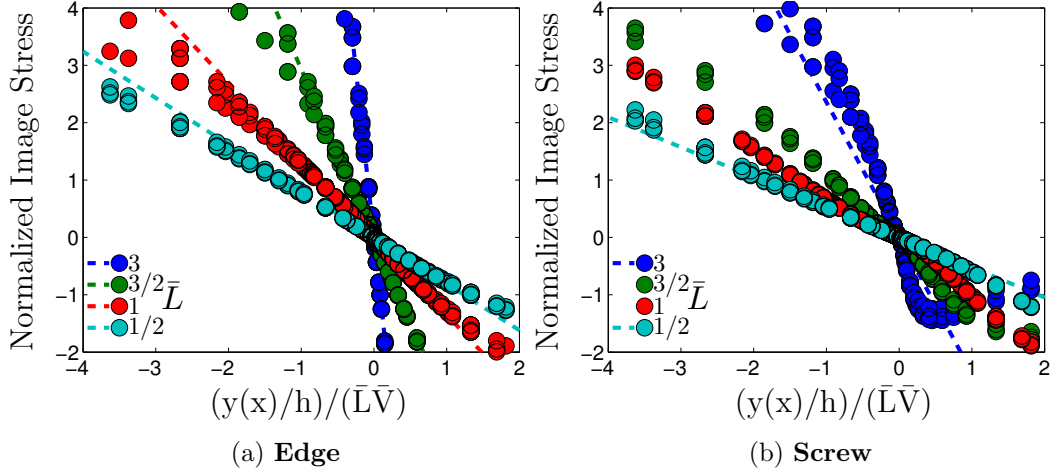 Normalized Image Stress
4
3
2
1
0
−1
−2
3
3/2
1
1/2
L̄
−4 −3 −2 −1 0 1 2
(y(x)/h)/(L̄V̄)
(a) Edge
Normalized Image Stress
4
3
2
1
0
−1
−2
3
3/2
1
1/2
L̄
−4 −3 −2 −1 0 1 2
(y(x)/h)/(L̄V̄)
(b) Screw